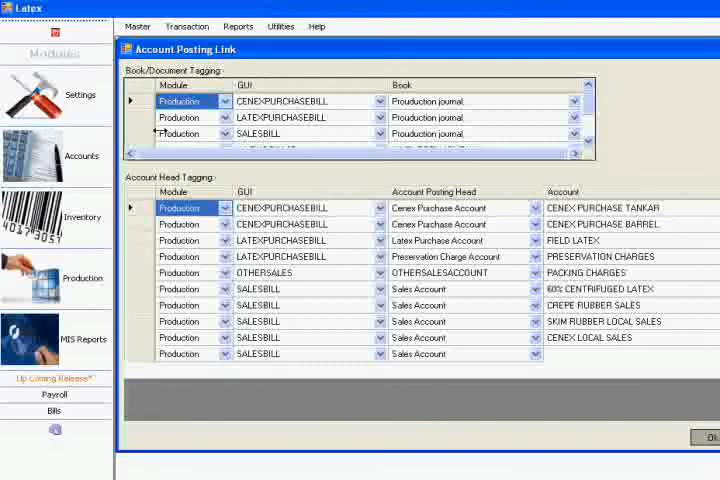 Latex
Master Transaction Reports Utilities Help
Modules
Settings
Accounts
Inventory
Production
MIS Reports
Up Coming Release*
Payroll
Bills
Account Posting Link
Book/Document Tagging:-
Module GUI Book
Production CENEXPURCHASEBILL Prouduction journal,
Production LATEXPURCHASEBILL Prouduction journal,
Production SALESBILL Prouduction journal,
Account Head Tagging:-
Module GUI Account Posting Head Account
Production CENEXPURCHASEBILL Cenex Purchase Account CENEX PURCHASE TANKAR
Production CENEXPURCHASEBILL Cenex Purchase Account CENEX PURCHASE BARREL
Production LATEXPURCHASEBILL Latex Purchase Account FIELD LATEX
Production LATEXPURCHASEBILL Preservation Charge Account PRESERVATION CHARGES
Production OTHERSALES OTHERSALESACCOUNT PACKING CHARGES
Production SALESBILL Sales Account 60% CENTRIFUGED LATEX
Production SALESBILL Sales Account CREPE RUBBER SALES
Production SALESBILL Sales Account SKIM RUBBER LOCAL SALES
Production SALESBILL Sales Account CENEX LOCAL SALES
Production SALESBILL Sales Account